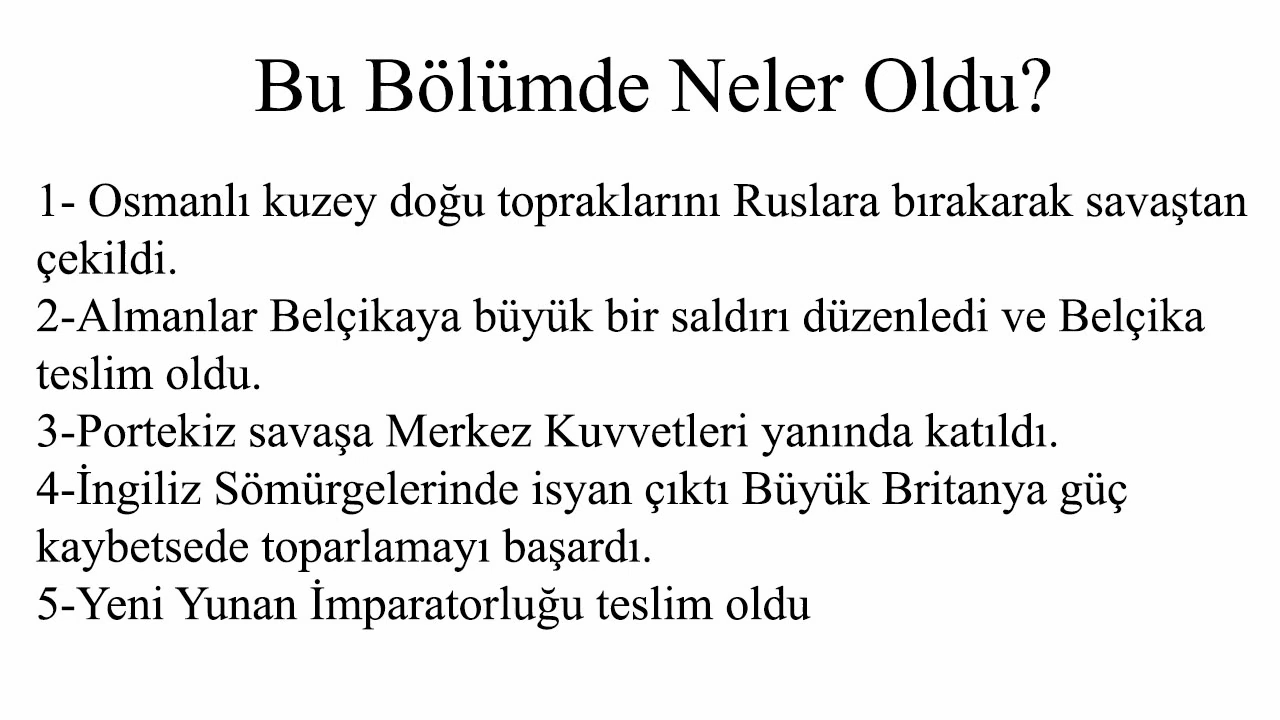 Bu Bölümde Neler Oldu?
1- Osmanlı kuzey doğu topraklarını Ruslara bırakarak savaştan
çekildi.
2-Almanlar Belçikaya büyük bir saldırı düzenledi ve Belçika
teslim oldu.
3-Portekiz savaşa Merkez Kuvvetleri yanında katıldı.
4-İngiliz Sömürgelerinde isyan çıktı Büyük Britanya güç
kaybetsede toparlamayı başardı.
5-Yeni Yunan İmparatorluğu teslim oldu